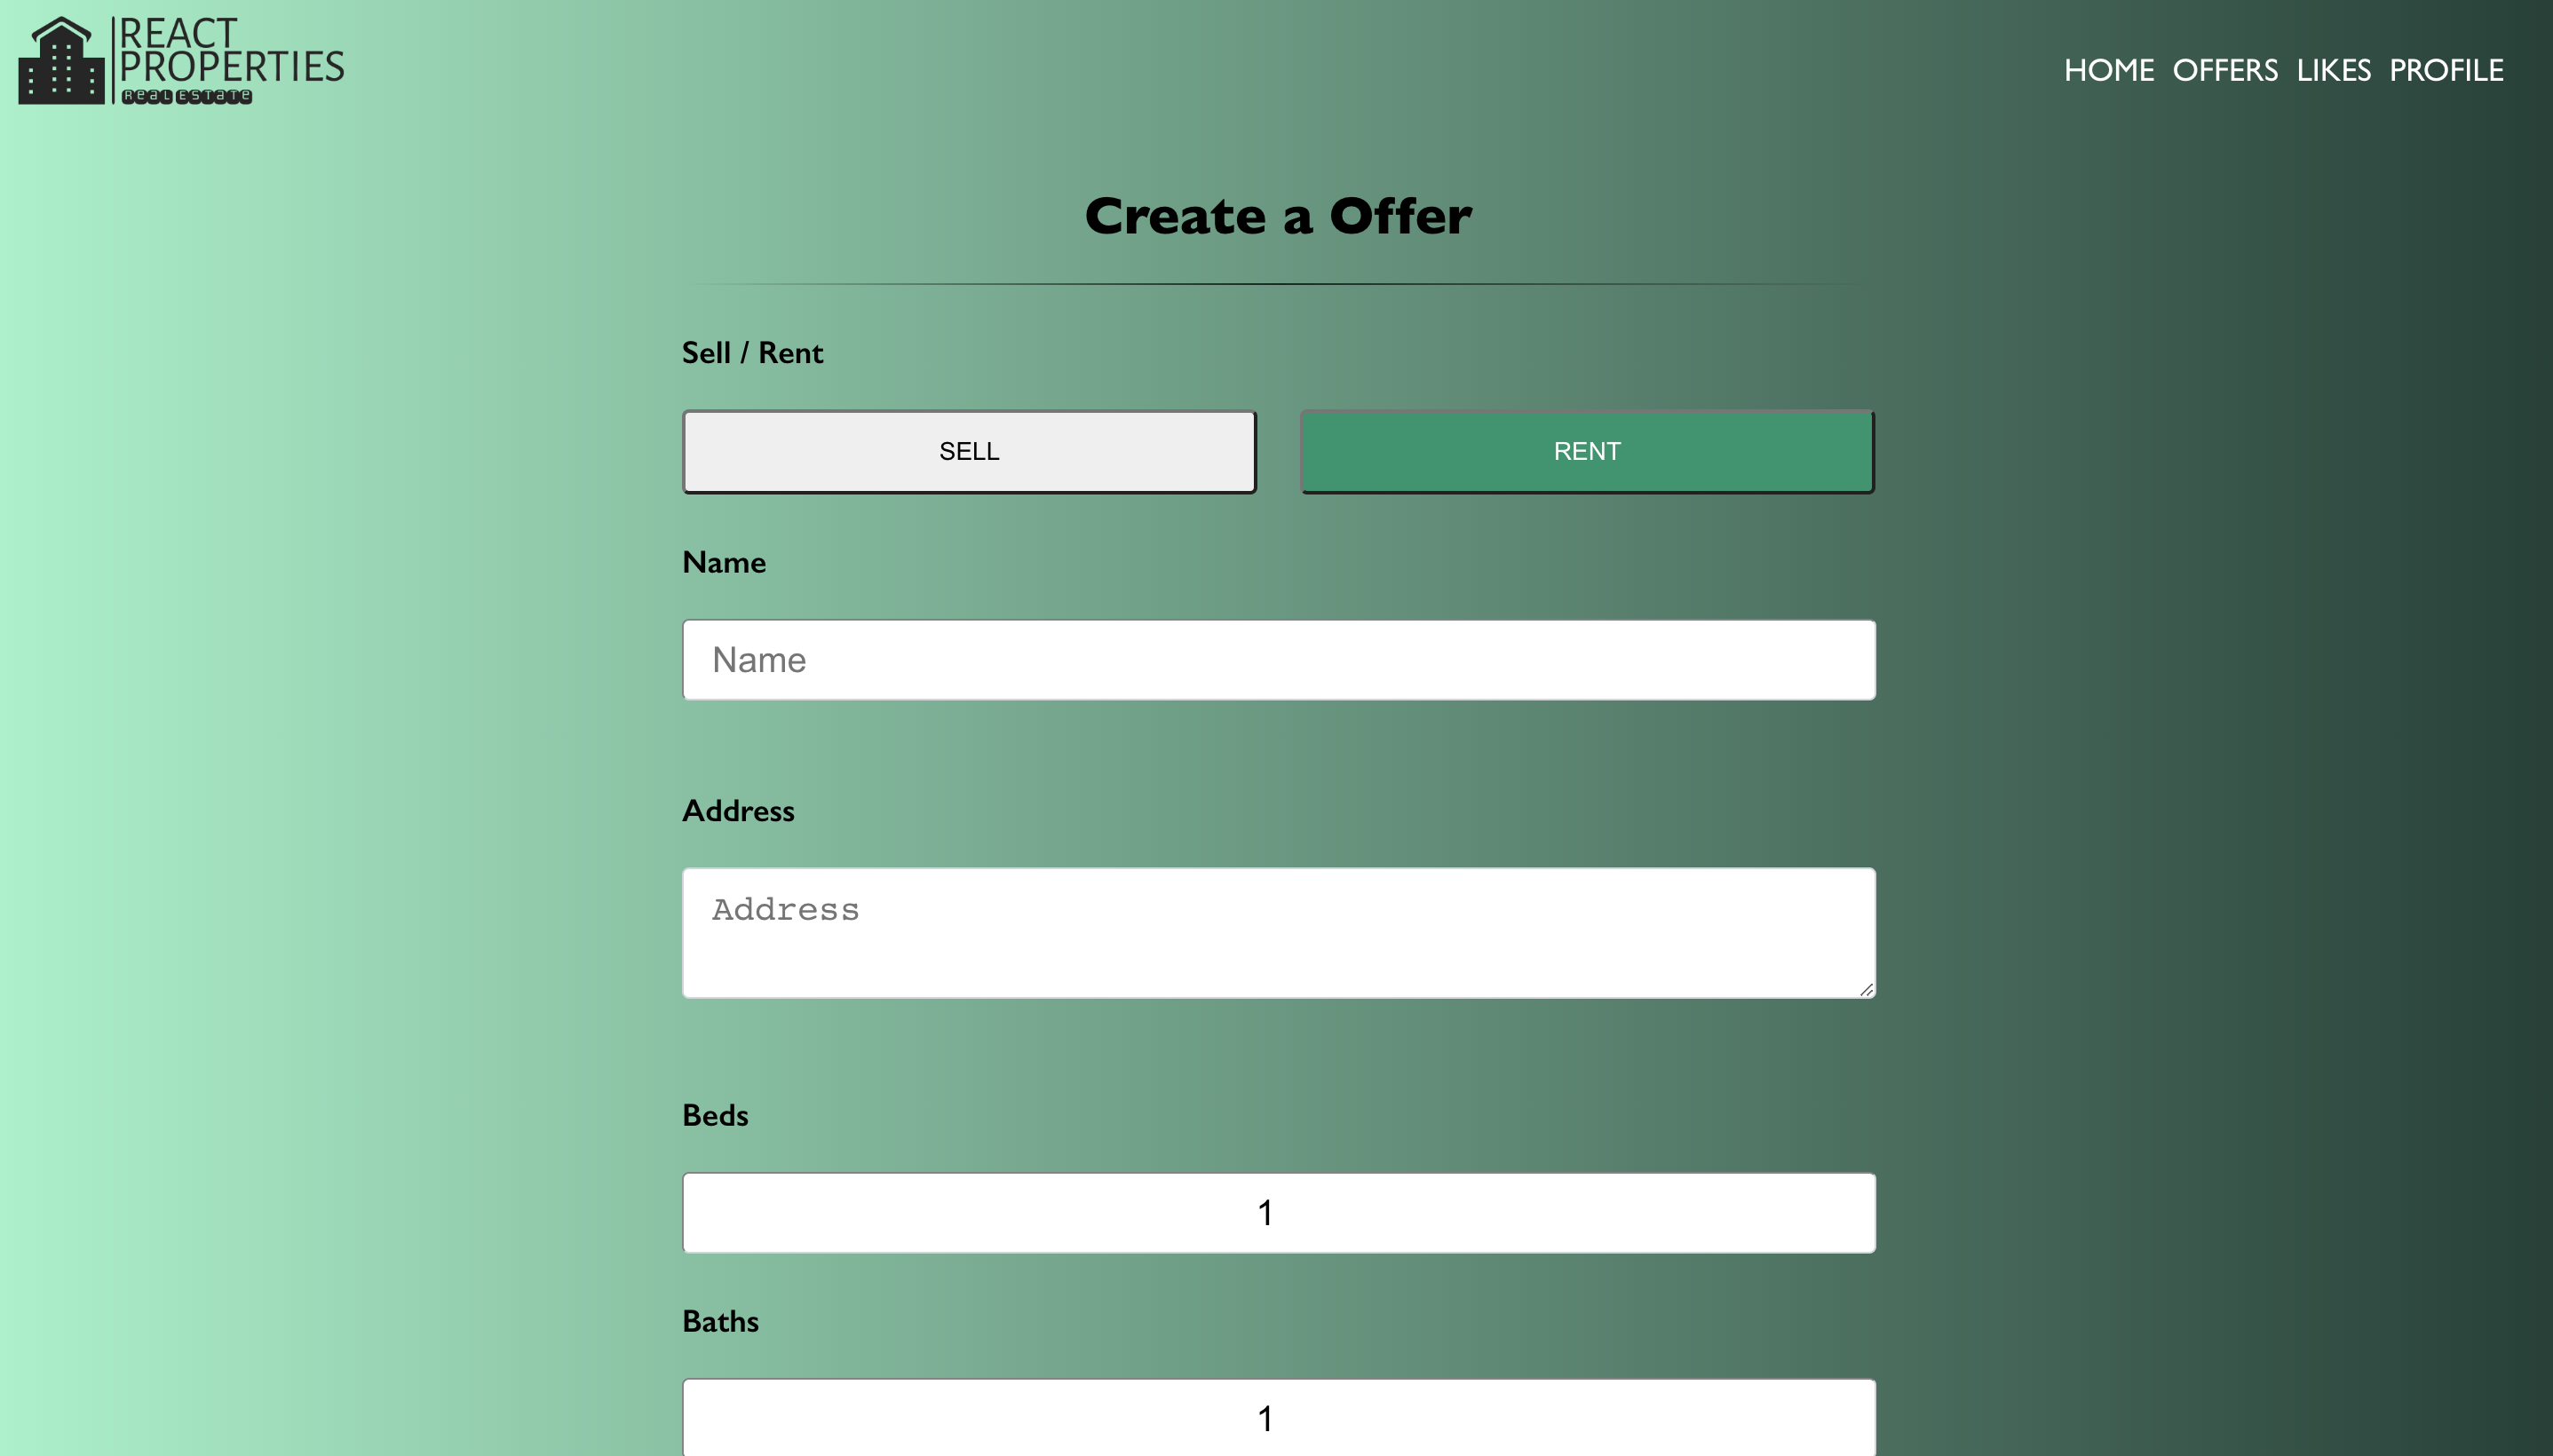 REACT
PROPERTIES
Real Estate
HOME OFFERS LIKES PROFILE
Create a Offer
Sell / Rent
SELL RENT
Name
Name
Address
Address
Beds
1
Baths
1